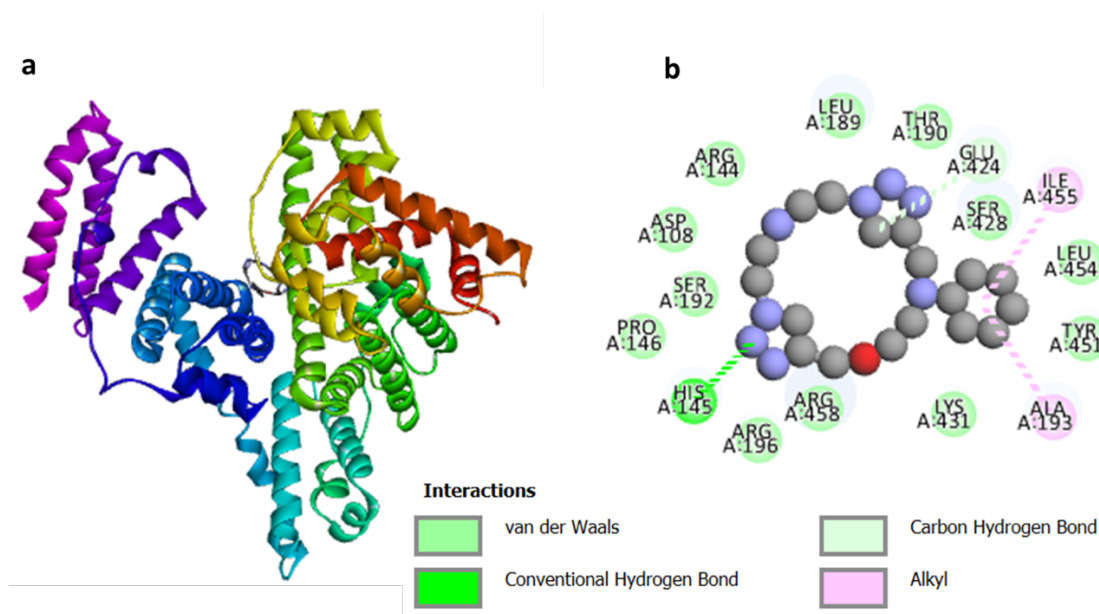 a
b
LEU
A:189
THR
A:190
GLU
A:424
ARG
A:144
ILE
A:455
SER
A:428
ASP
A:108
LEU
A:454
SER
A:192
PRO
A:146
TYR
A:451
HIS
A:145
ARG
A:458
LYS
A:431
ALA
A:193
ARG
A:196
Interactions
van der Waals
Carbon Hydrogen Bond
Conventional Hydrogen Bond
Alkyl